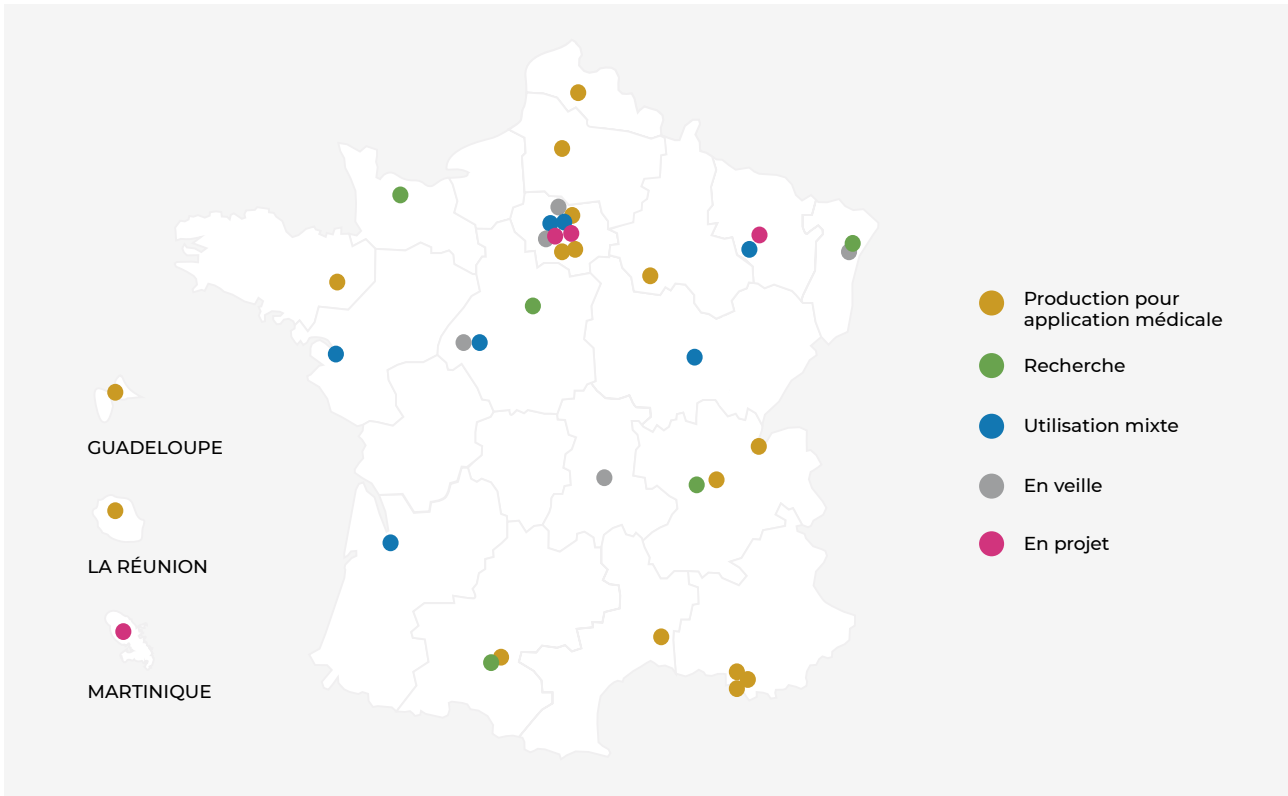 GUADELOUPE
LA RÉUNION
MARTINIQUE
Production pour
application médicale
Recherche
Utilisation mixte
En veille
En projet